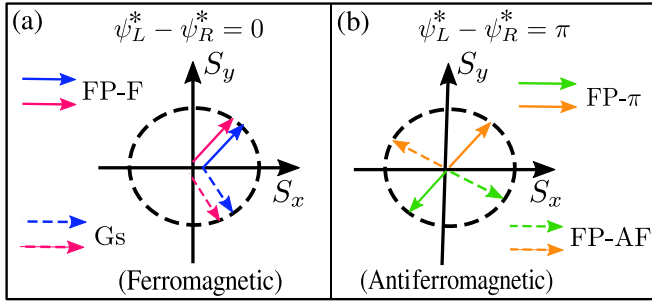 (a) ψ*_L − ψ*_R = 0
S_y
FP-F
S_x
Gs
(Ferromagnetic)
(b) ψ*_L − ψ*_R = π
S_y
FP-π
S_x
FP-AF
(Antiferromagnetic)